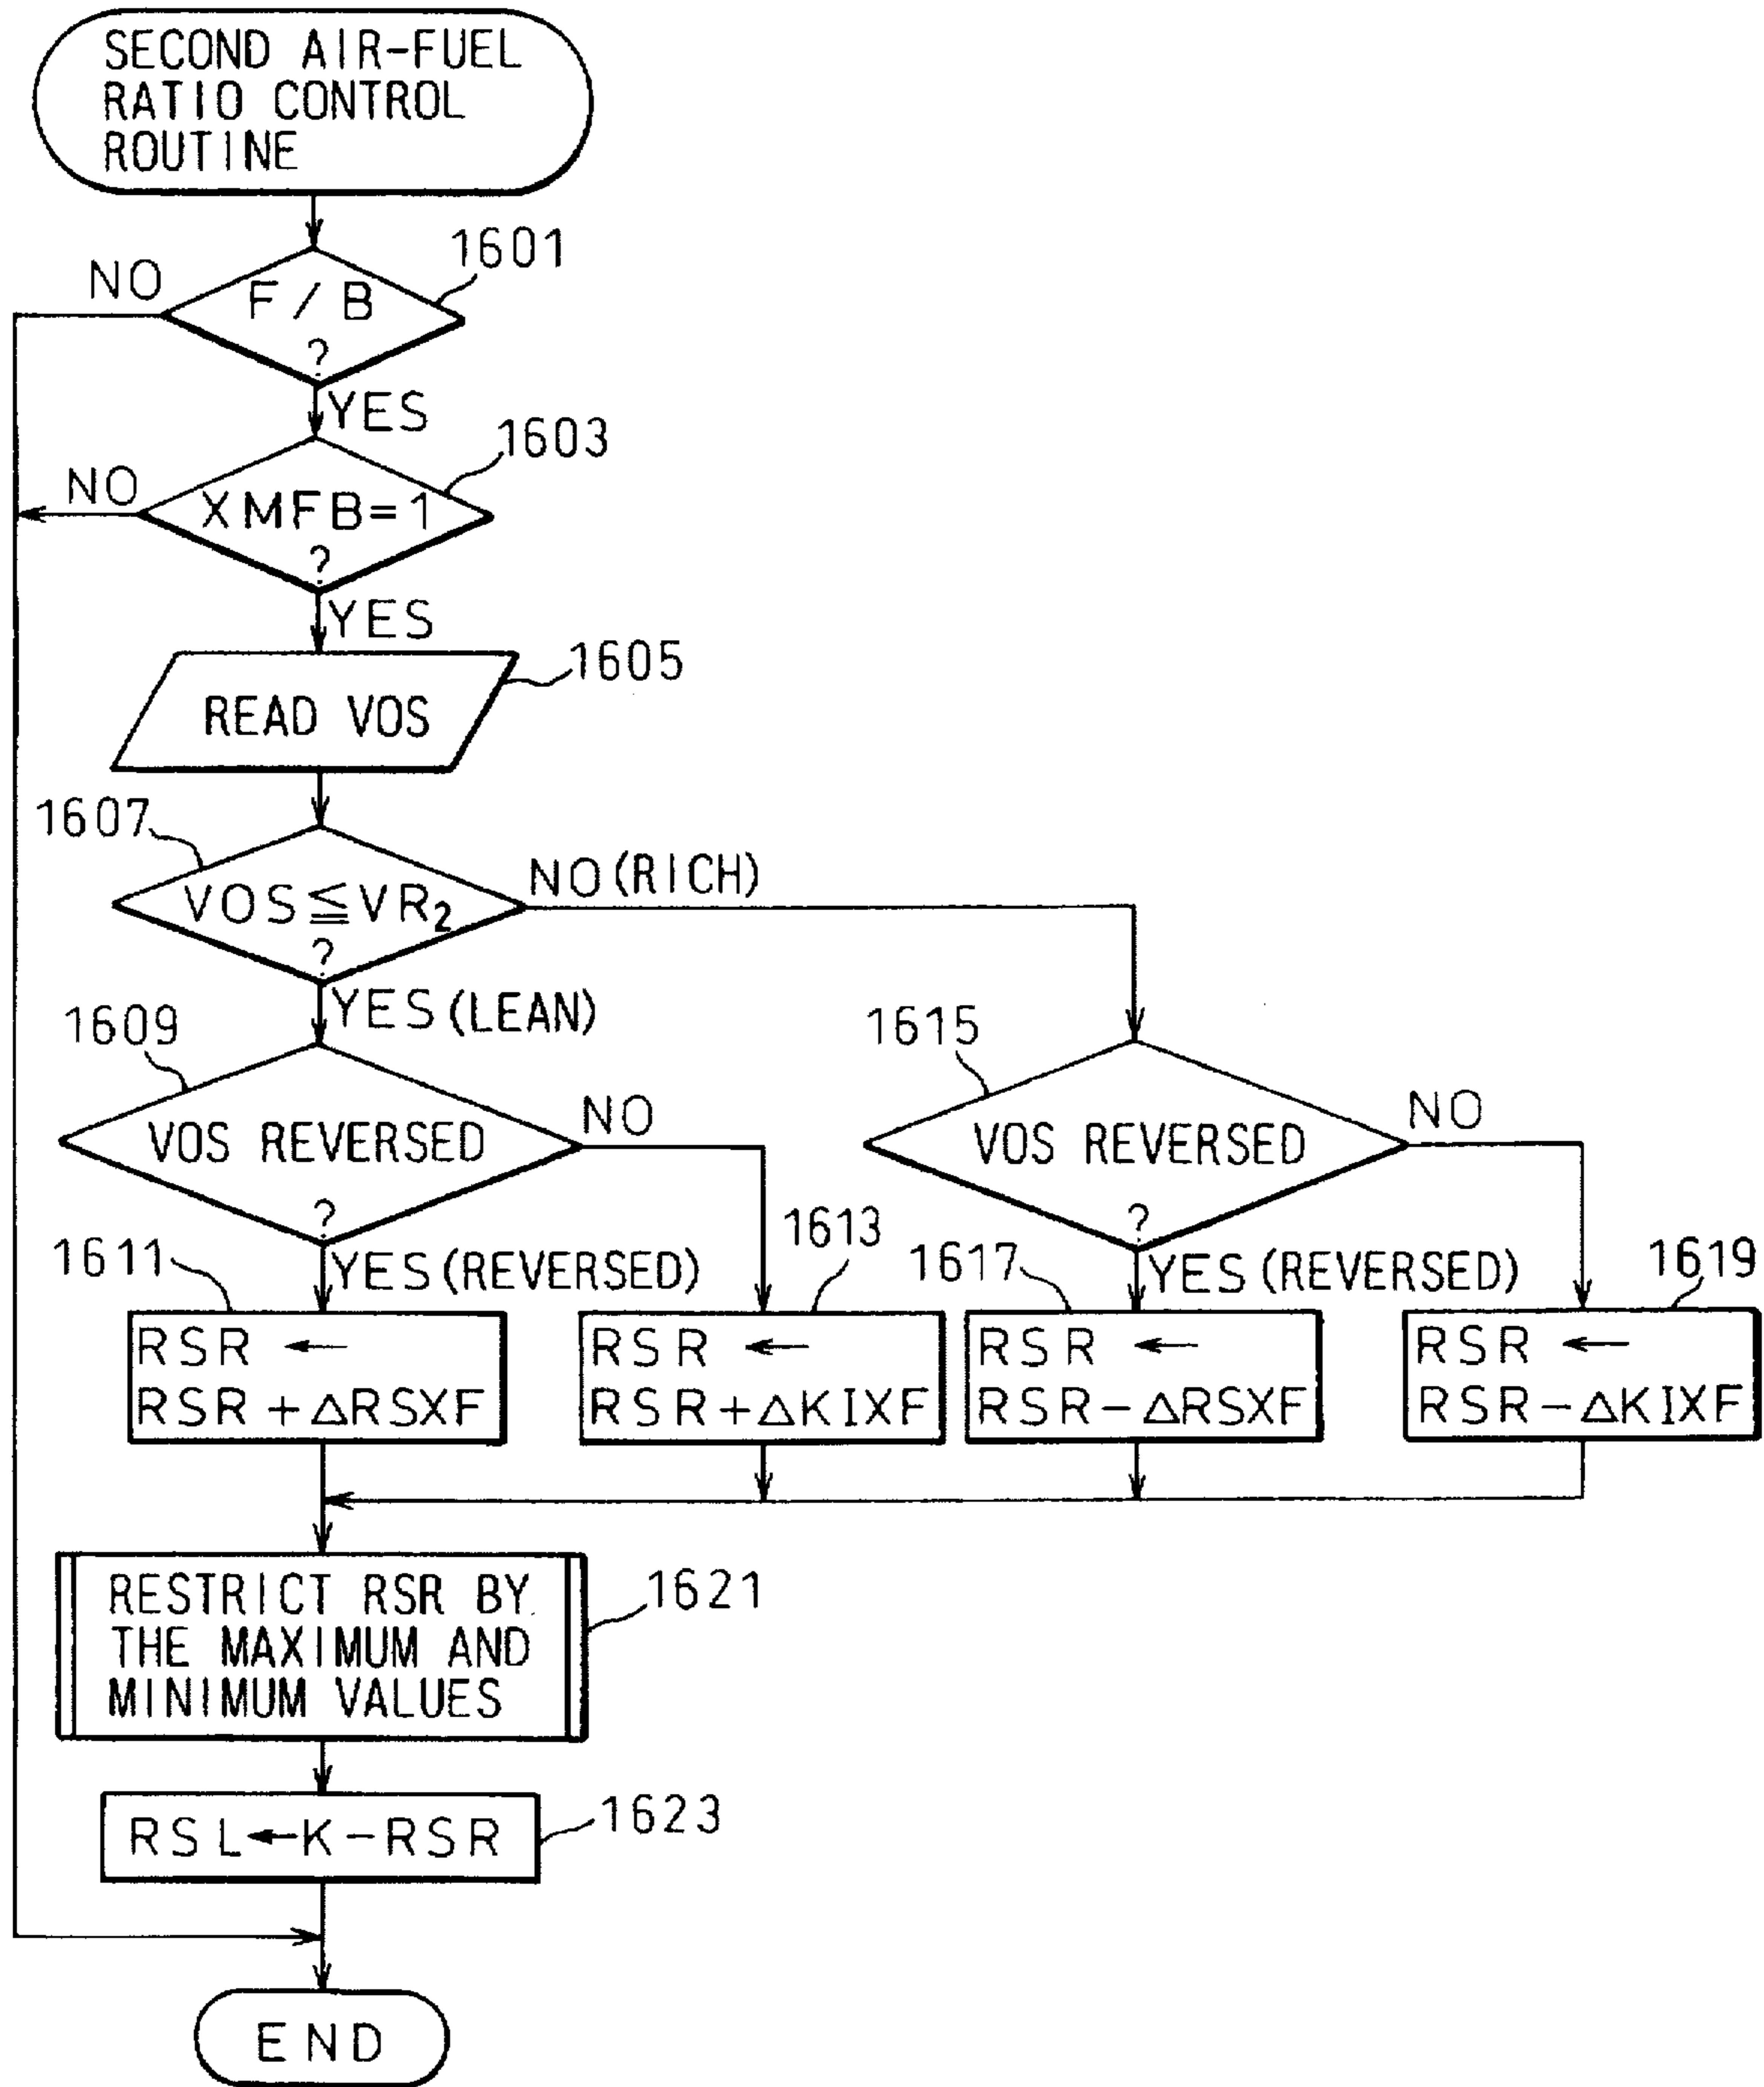 SECOND AIR-FUEL
RATIO CONTROL
ROUTINE
1601
NO
F / B
?
YES
1603
NO
XMFB=1
?
YES
1605
READ VOS
1607
NO (RICH)
VOS≦VR₂
?
YES (LEAN)
1609
1615
VOS REVERSED
?
NO
VOS REVERSED
?
NO
1611
YES (REVERSED)
1613
1617
YES (REVERSED)
1619
RSR ←
RSR + ΔRSXF
RSR ←
RSR + ΔKIXF
RSR ←
RSR − ΔRSXF
RSR ←
RSR − ΔKIXF
RESTRICT RSR BY
THE MAXIMUM AND
MINIMUM VALUES
1621
RSL←K−RSR
1623
END